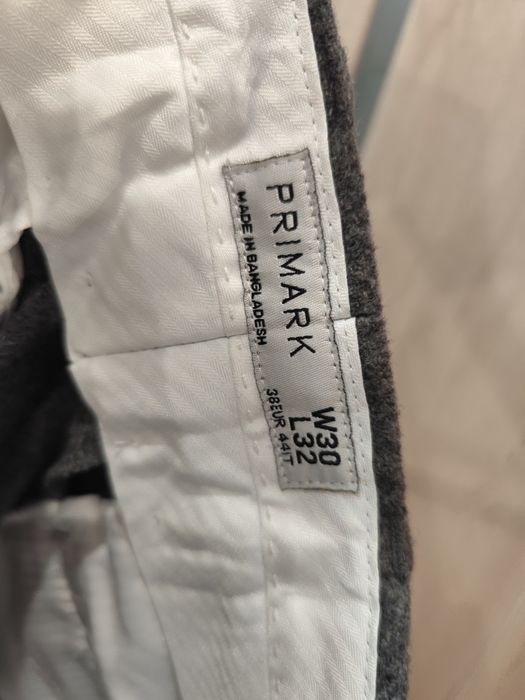 PRIMARK
MADE IN BANGLADESH
W30
L32
38EUR 44IT